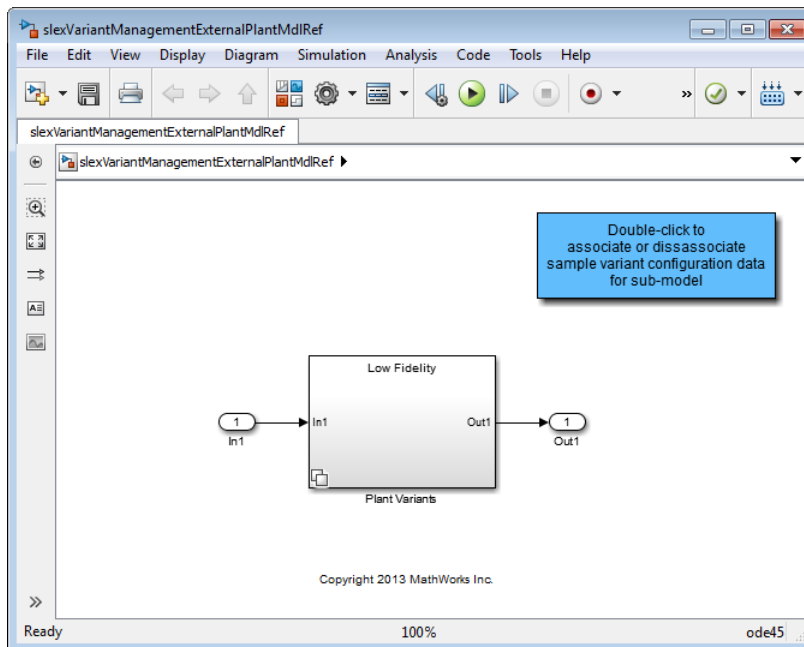 slexVariantManagementExternalPlantMdlRef
File Edit View Display Diagram Simulation Analysis Code Tools Help
»
slexVariantManagementExternalPlantMdlRef
slexVariantManagementExternalPlantMdlRef
Double-click to
associate or dissassociate
sample variant configuration data
for sub-model
Low Fidelity
1
In1
In1
Out1
1
Out1
Plant Variants
Copyright 2013 MathWorks Inc.
»
Ready 100% ode45